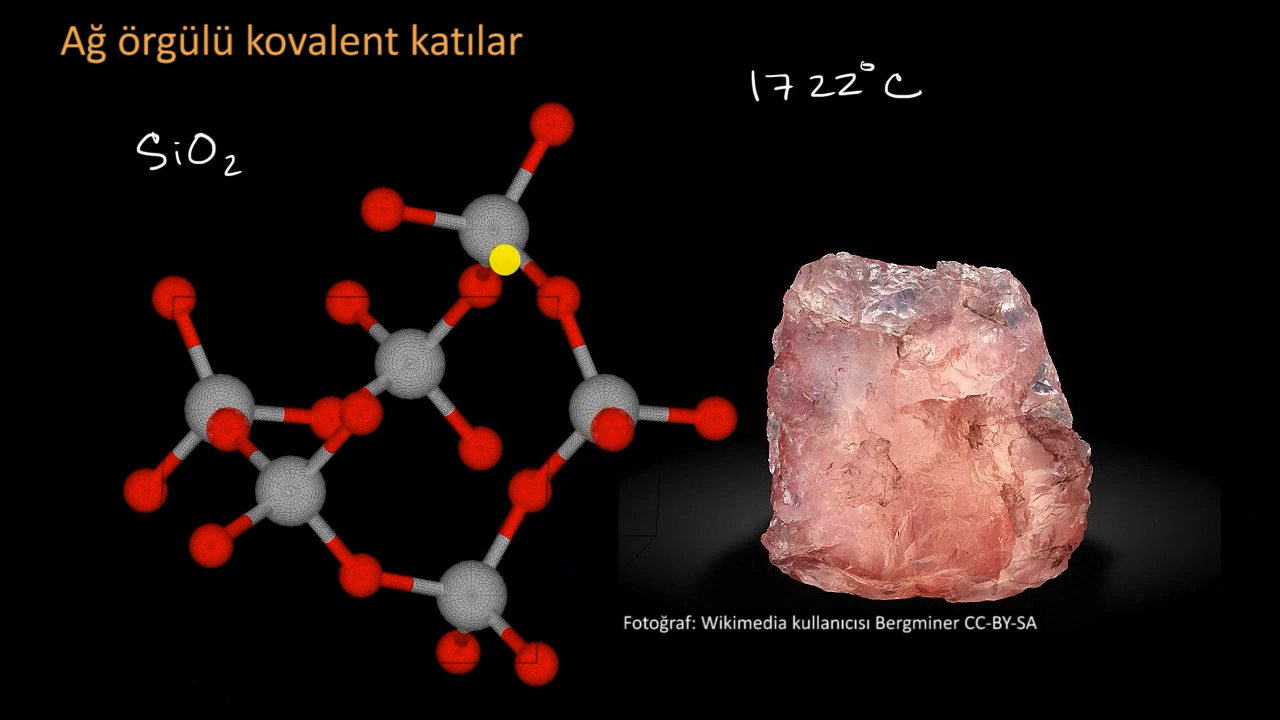 Ağ örgülü kovalent katılar
1722°C
SiO₂
Fotoğraf: Wikimedia kullanıcısı Bergminer CC-BY-SA